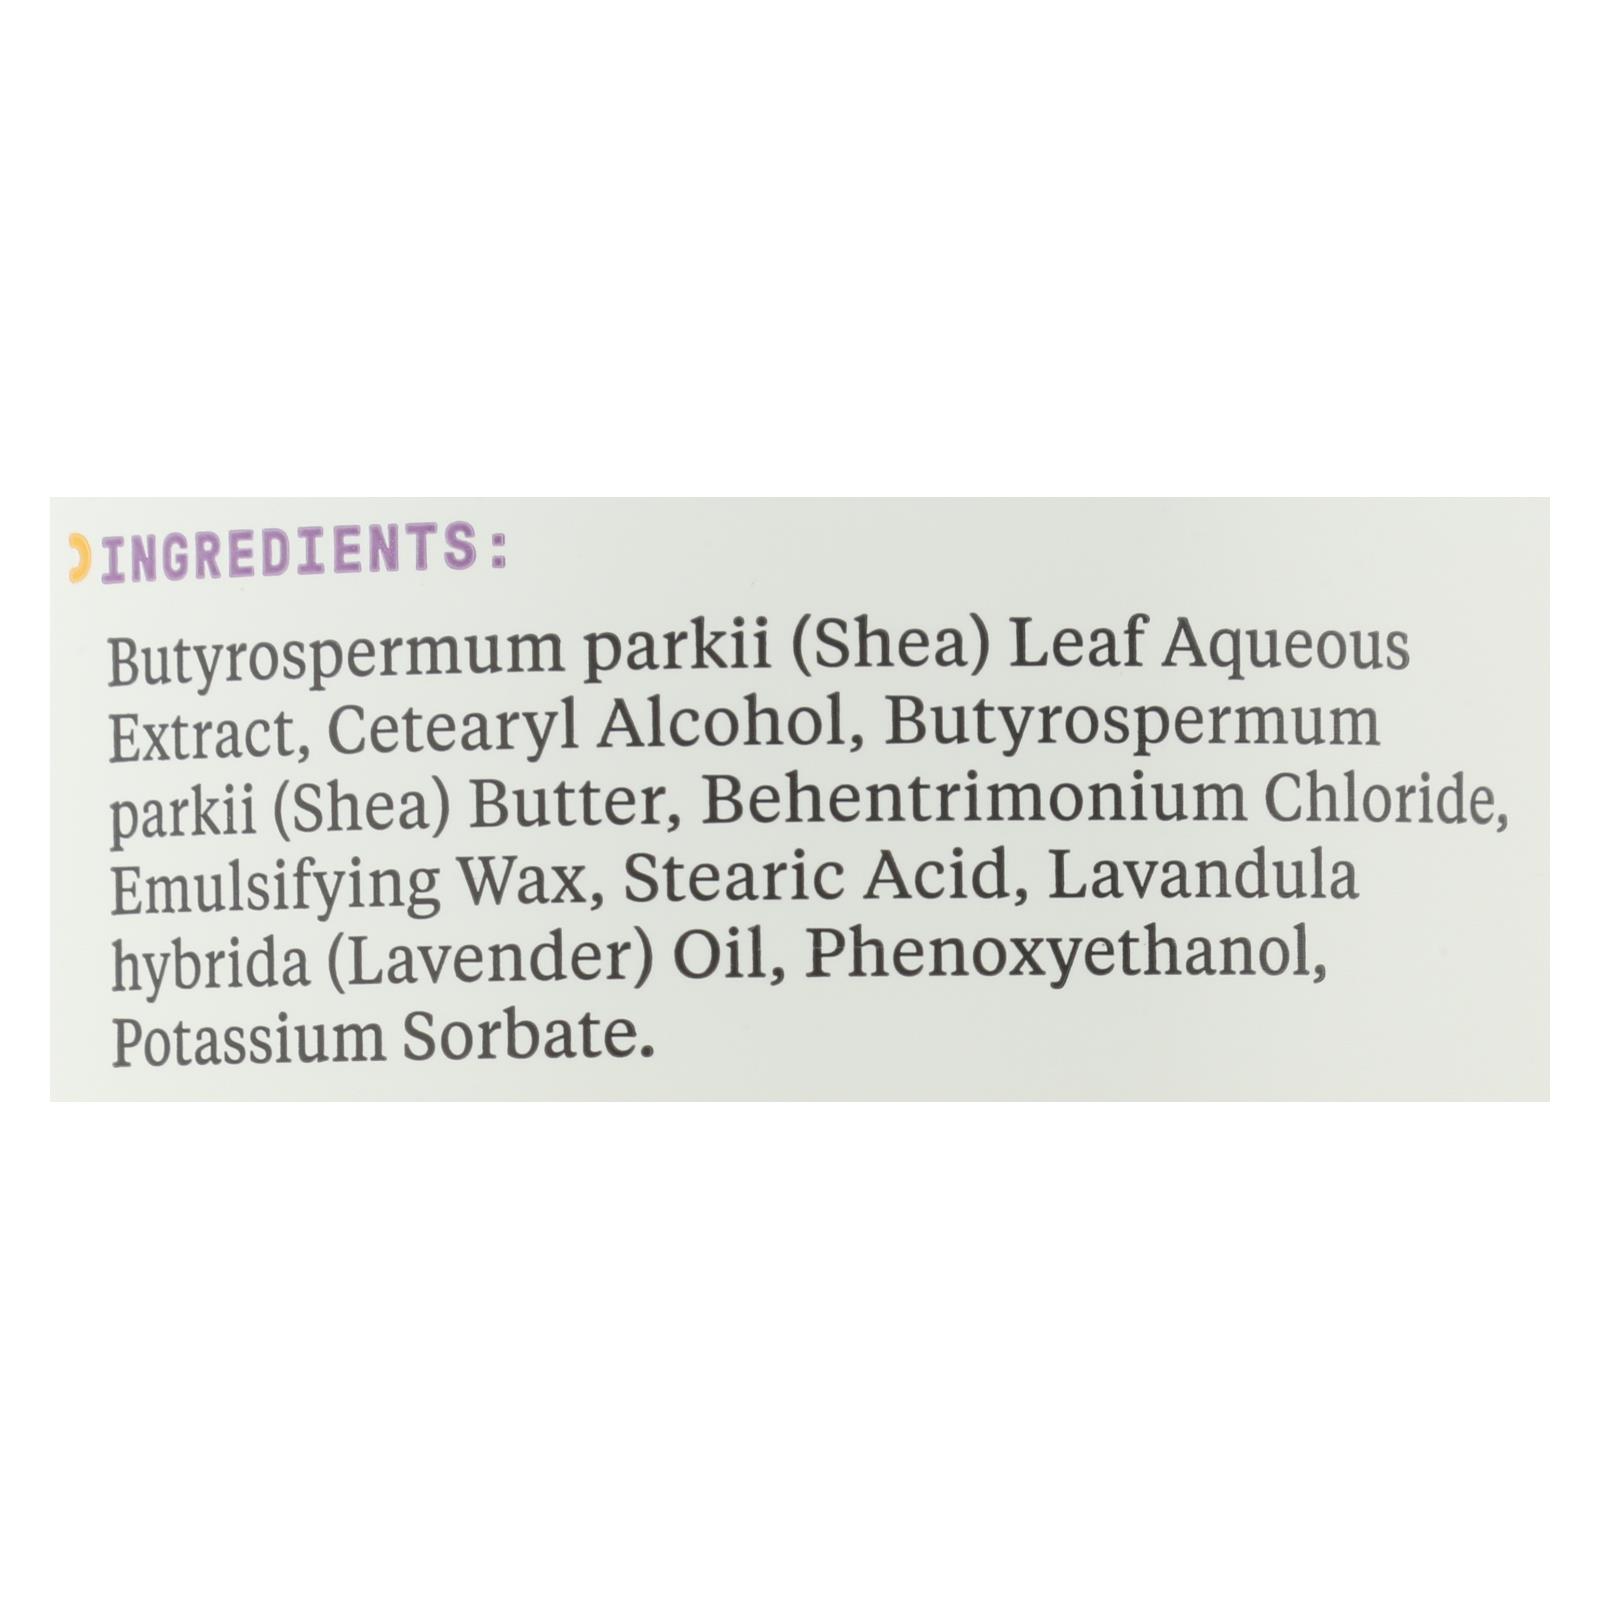 INGREDIENTS:
Butyrospermum parkii (Shea) Leaf Aqueous
Extract, Cetearyl Alcohol, Butyrospermum
parkii (Shea) Butter, Behentrimonium Chloride,
Emulsifying Wax, Stearic Acid, Lavandula
hybrida (Lavender) Oil, Phenoxyethanol,
Potassium Sorbate.